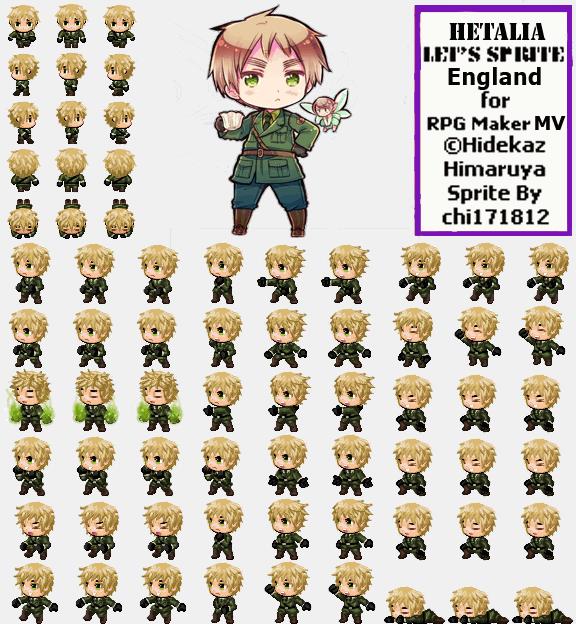 HETALIA
LET'S SPRITE
England
for
RPG Maker MV
©Hidekaz
Himaruya
Sprite By
chi171812